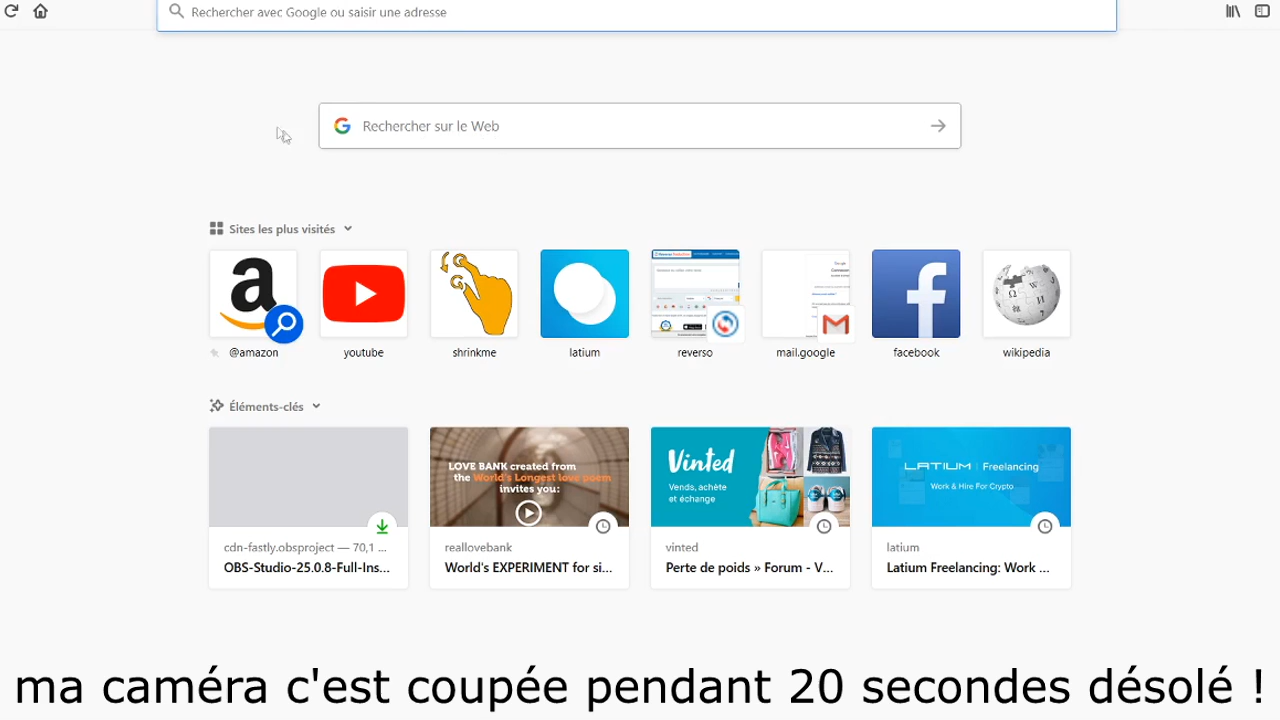 Rechercher avec Google ou saisir une adresse
Rechercher sur le Web
Sites les plus visités
@amazon
youtube
shrinkme
latium
reverso
mail.google
facebook
wikipedia
Éléments-clés
LOVE BANK created from
the World's Longest love poem
invites you:
Vinted
Vends, achète
et échange
LATIUM | Freelancing
Work & Hire For Crypto
cdn-fastly.obsproject — 70,1 ...
OBS-Studio-25.0.8-Full-Ins...
reallovebank
World's EXPERIMENT for si...
vinted
Perte de poids » Forum - V...
latium
Latium Freelancing: Work ...
ma caméra c'est coupée pendant 20 secondes désolé !